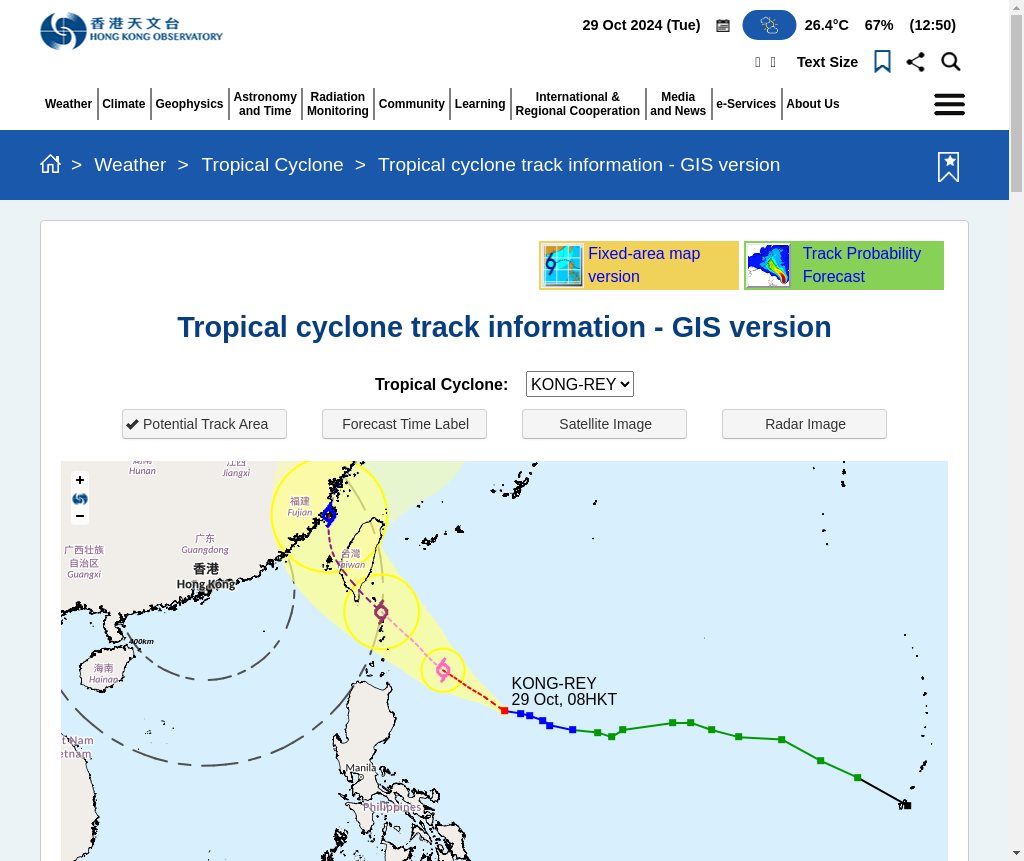 香港天文台
HONG KONG OBSERVATORY
29 Oct 2024 (Tue) 26.4°C 67% (12:50)
Text Size
Weather
Climate
Geophysics
Astronomy
and Time
Radiation
Monitoring
Community
Learning
International &
Regional Cooperation
Media
and News
e-Services
About Us
> Weather > Tropical Cyclone > Tropical cyclone track information - GIS version
Fixed-area map
version
Track Probability
Forecast
Tropical cyclone track information - GIS version
Tropical Cyclone: KONG-REY
Potential Track Area
Forecast Time Label
Satellite Image
Radar Image
+
−
Hunan
江西
Jiangxi
福建
Fujian
广东
Guangdong
广西壮族
自治区
Guangxi
香港
Hong Kong
台灣
Taiwan
400km
海南
Hainan
KONG-REY
29 Oct, 08HKT
t Nam
etnam
Manila
Philippines